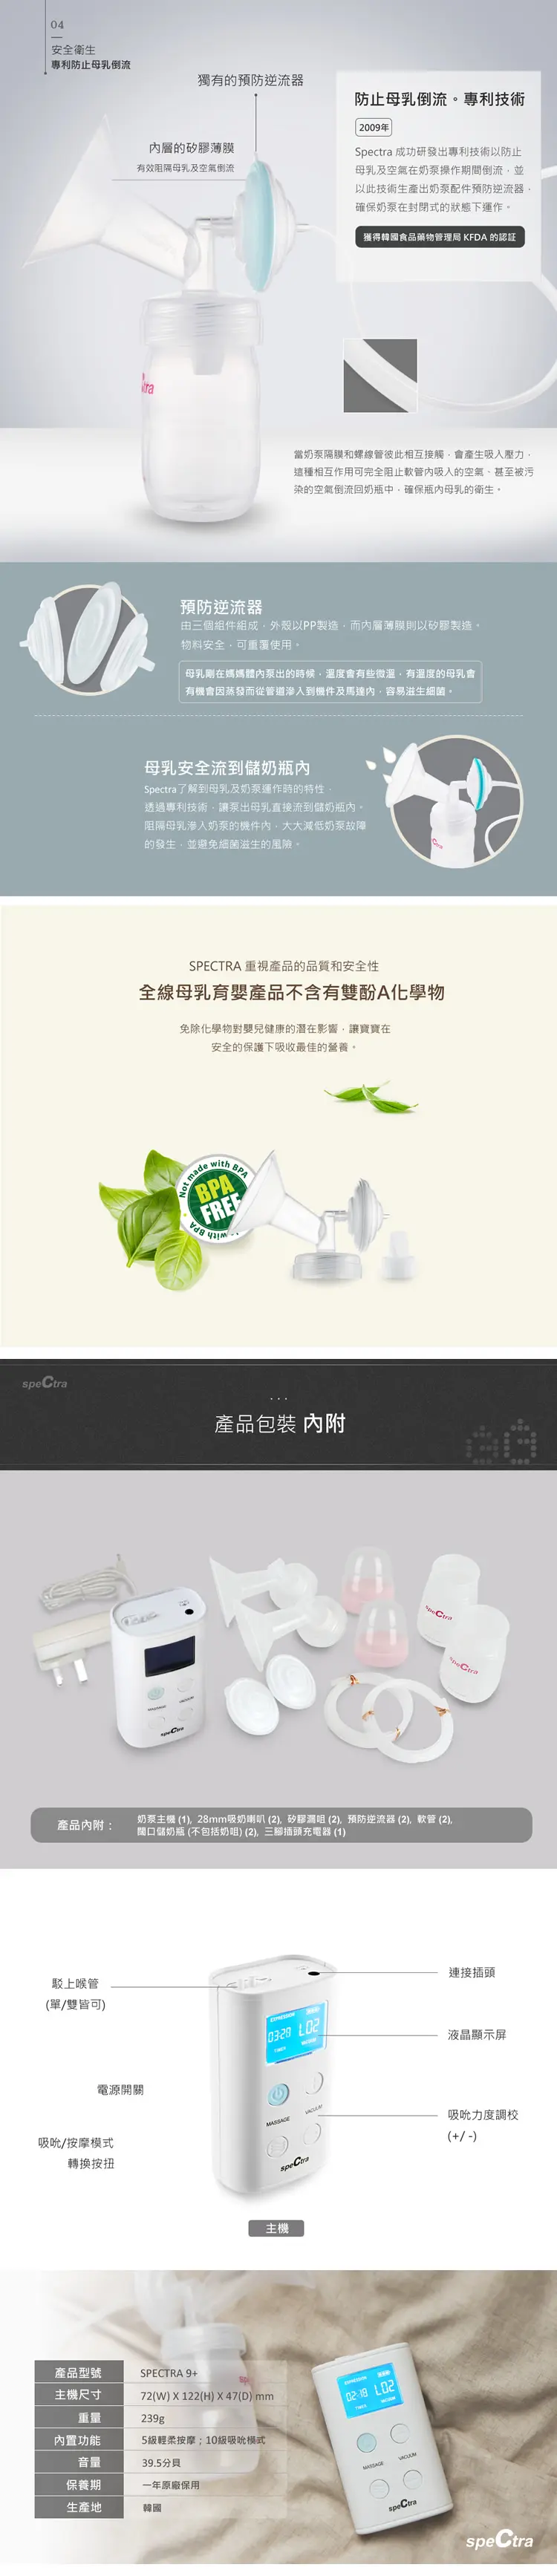 04
安全衛生
專利防止母乳倒流
獨有的預防逆流器
內層的矽膠薄膜
有效阻隔母乳及空氣倒流
防止母乳倒流。專利技術
2009年
Spectra 成功研發出專利技術以防止
母乳及空氣在奶泵操作期間倒流，並
以此技術生產出奶泵配件預防逆流器，
確保奶泵在封閉式的狀態下運作。
獲得韓國食品藥物管理局 KFDA 的認証
ctra
當奶泵隔膜和螺線管彼此相互接觸，會產生吸入壓力，
這種相互作用可完全阻止軟管內吸入的空氣、甚至被污
染的空氣倒流回奶瓶中，確保瓶內母乳的衛生。
預防逆流器
由三個組件組成，外殼以PP製造，而內層薄膜則以矽膠製造。
物料安全，可重覆使用。
母乳剛在媽媽體內泵出的時候，溫度會有些微溫，有溫度的母乳會
有機會因蒸發而從管道滲入到機件及馬達內，容易滋生細菌。
母乳安全流到儲奶瓶內
Spectra了解到母乳及奶泵運作時的特性，
透過專利技術，讓泵出母乳直接流到儲奶瓶內。
阻隔母乳滲入奶泵的機件內，大大減低奶泵故障
的發生，並避免細菌滋生的風險。
Ctra
SPECTRA 重視產品的品質和安全性
全線母乳育嬰產品不含有雙酚A化學物
免除化學物對嬰兒健康的潛在影響，讓寶寶在
安全的保護下吸收最佳的營養。
Not made with BPA
BPA
FREE
with BPA
speCtra
產品包裝 內附
speCtra
speCtra
MASSAGE
VACUUM
speCtra
產品內附：
奶泵主機 (1), 28mm吸奶喇叭 (2), 矽膠潤咀 (2), 預防逆流器 (2), 軟管 (2),
闊口儲奶瓶 (不包括奶咀) (2), 三腳插頭充電器 (1)
駁上喉管
(單/雙皆可)
連接插頭
液晶顯示屏
電源開關
吸吮力度調校
(+/ -)
吸吮/按摩模式
轉換按扭
EXPRESSION
03:28 L02
TIMER
VACUUM
MASSAGE
VACUUM
speCtra
主機
產品型號 SPECTRA 9+
主機尺寸 72(W) X 122(H) X 47(D) mm
重量 239g
內置功能 5級輕柔按摩；10級吸吮模式
音量 39.5分貝
保養期 一年原廠保用
生產地 韓國
EXPRESSION
02:18 L02
TIMER
VACUUM
MASSAGE
VACUUM
speCtra
speCtra